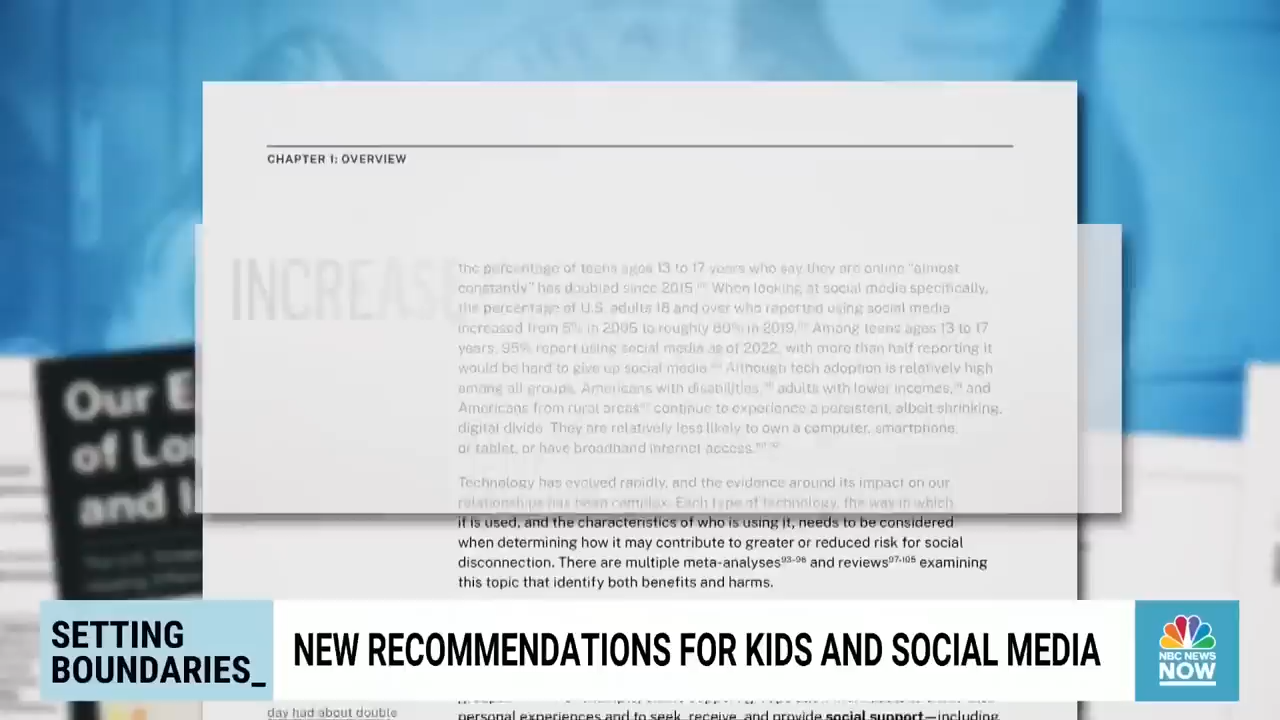 CHAPTER 1: OVERVIEW
INCREASE
the percentage of teens ages 13 to 17 years who say they are online "almost
constantly" has doubled since 2015. When looking at social media specifically,
the percentage of U.S. adults 18 and over who reported using social media
increased from 5% in 2005 to roughly 80% in 2019. Among teens ages 13 to 17
years, 95% report using social media as of 2022, with more than half reporting it
would be hard to give up social media. Although tech adoption is relatively high
among all groups, Americans with disabilities, adults with lower incomes, and
Americans from rural areas continue to experience a persistent, albeit shrinking,
digital divide. They are relatively less likely to own a computer, smartphone,
or tablet, or have broadband internet access.
Technology has evolved rapidly, and the evidence around its impact on our
relationships has been complex. Each type of technology, the way in which
it is used, and the characteristics of who is using it, needs to be considered
when determining how it may contribute to greater or reduced risk for social
disconnection. There are multiple meta-analyses⁹³⁻⁹⁶ and reviews⁹⁷⁻¹⁰⁵ examining
this topic that identify both benefits and harms.
Our E
of Lo
and I
SETTING
BOUNDARIES_
NEW RECOMMENDATIONS FOR KIDS AND SOCIAL MEDIA
NBC NEWS
NOW
day had about double
personal experiences and to seek, receive, and provide social support—including